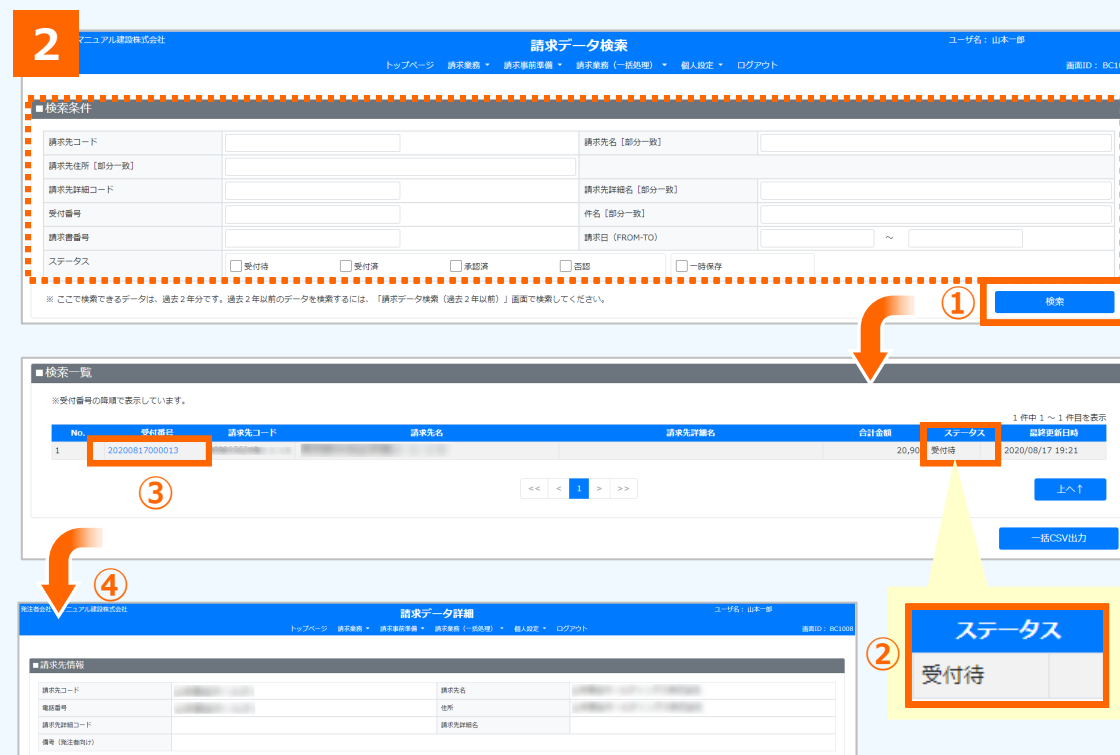 2
マニュアル建設株式会社
請求データ検索
ユーザ名： 山本一郎
トップページ 請求業務 請求事前準備 請求業務（一括処理） 個人設定 ログアウト
画面ID： BC10
■検索条件
請求先コード 請求先名［部分一致］
請求先住所［部分一致］
請求先詳細コード 請求先詳細名［部分一致］
受付番号 件名［部分一致］
請求書番号 請求日（FROM-TO） ～
ステータス 受付待 受付済 承認済 否認 一時保存
※ ここで検索できるデータは、過去２年分です。過去２年以前のデータを検索するには、「請求データ検索（過去２年以前）」画面で検索してください。
① 検索
■検索一覧
※受付番号の降順で表示しています。
1 件中 1 ～ 1 件目を表示
No. 受付番号 請求先コード 請求先名 請求先詳細名 合計金額 ステータス 最終更新日時
1 20200817000013 20,90 受付待 2020/08/17 19:21
③
<< < 1 > >>
上へ↑
一括CSV出力
④
発注者会社 マニュアル建設株式会社
請求データ詳細
ユーザ名： 山本一郎
トップページ 請求業務 請求事前準備 請求業務（一括処理） 個人設定 ログアウト
画面ID： BC1008
■請求先情報
請求先コード 請求先名
電話番号 住所
請求先詳細コード 請求先詳細名
備考（発注者向け）
②
ステータス
受付待